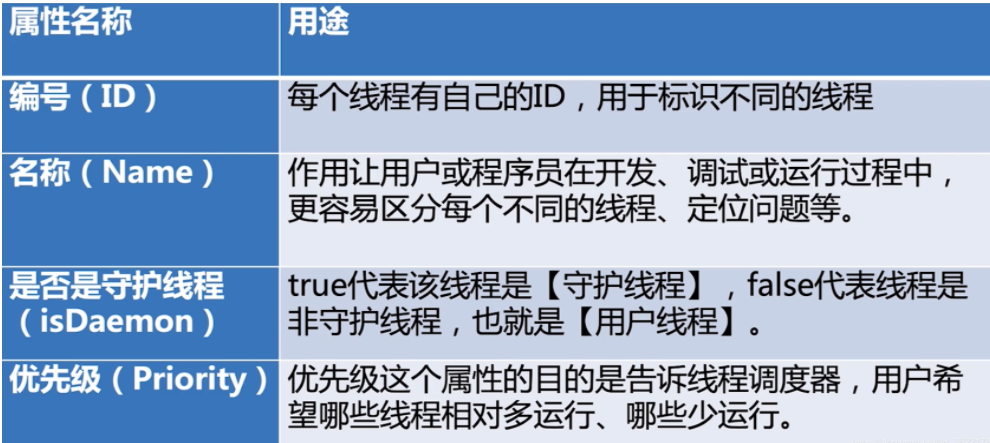 属性名称
用途
编号（ID）
每个线程有自己的ID，用于标识不同的线程
名称（Name）
作用让用户或程序员在开发、调试或运行过程中，
更容易区分每个不同的线程、定位问题等。
是否是守护线程
（isDaemon）
true代表该线程是【守护线程】，false代表线程是
非守护线程，也就是【用户线程】。
优先级（Priority）
优先级这个属性的目的是告诉线程调度器，用户希
望哪些线程相对多运行、哪些少运行。